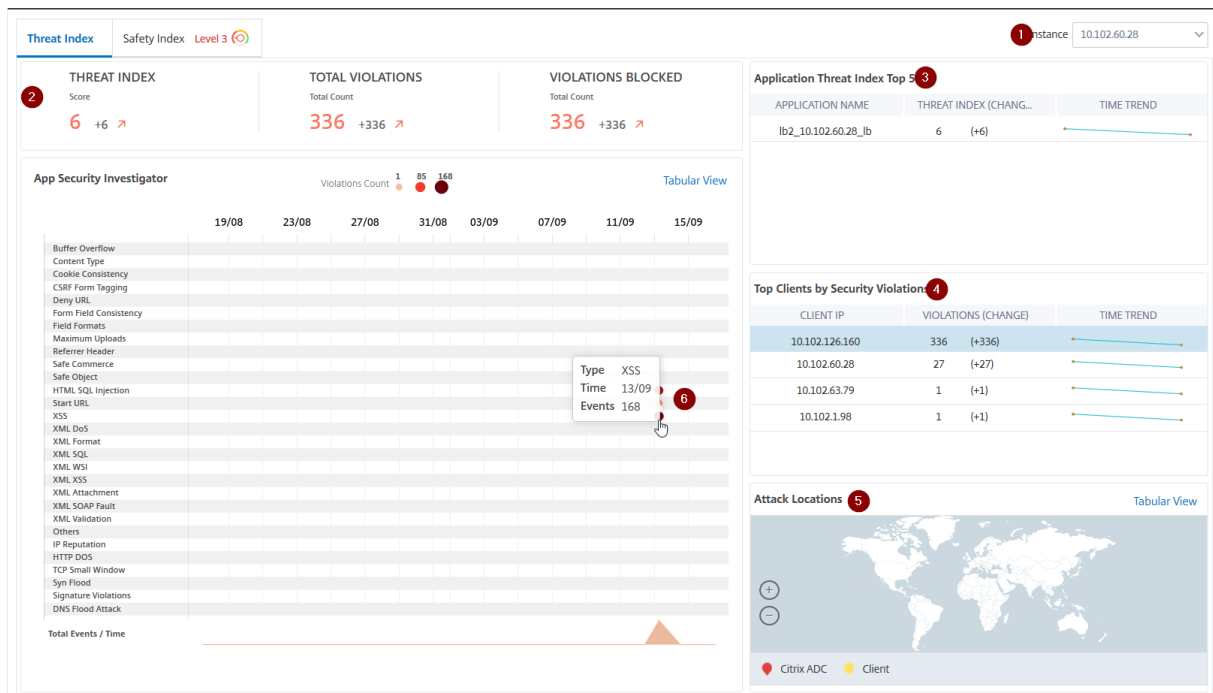 Threat Index
Safety Index Level 3
1 nstance 10.102.60.28
2
THREAT INDEX
Score
6 +6
TOTAL VIOLATIONS
Total Count
336 +336
VIOLATIONS BLOCKED
Total Count
336 +336
App Security Investigator
Violations Count 1 85 168
Tabular View
19/08 23/08 27/08 31/08 03/09 07/09 11/09 15/09
Buffer Overflow
Content Type
Cookie Consistency
CSRF Form Tagging
Deny URL
Form Field Consistency
Field Formats
Maximum Uploads
Referrer Header
Safe Commerce
Safe Object
HTML SQL Injection
Start URL
XSS
XML DoS
XML Format
XML SQL
XML WSI
XML XSS
XML Attachment
XML SOAP Fault
XML Validation
Others
IP Reputation
HTTP DOS
TCP Small Window
Syn Flood
Signature Violations
DNS Flood Attack
Total Events / Time
Type XSS
Time 13/09
Events 168
6
Application Threat Index Top 5 3
APPLICATION NAME THREAT INDEX (CHANG... TIME TREND
lb2_10.102.60.28_lb 6 (+6)
Top Clients by Security Violation 4
CLIENT IP VIOLATIONS (CHANGE) TIME TREND
10.102.126.160 336 (+336)
10.102.60.28 27 (+27)
10.102.63.79 1 (+1)
10.102.1.98 1 (+1)
Attack Locations 5
Tabular View
+
−
Citrix ADC Client